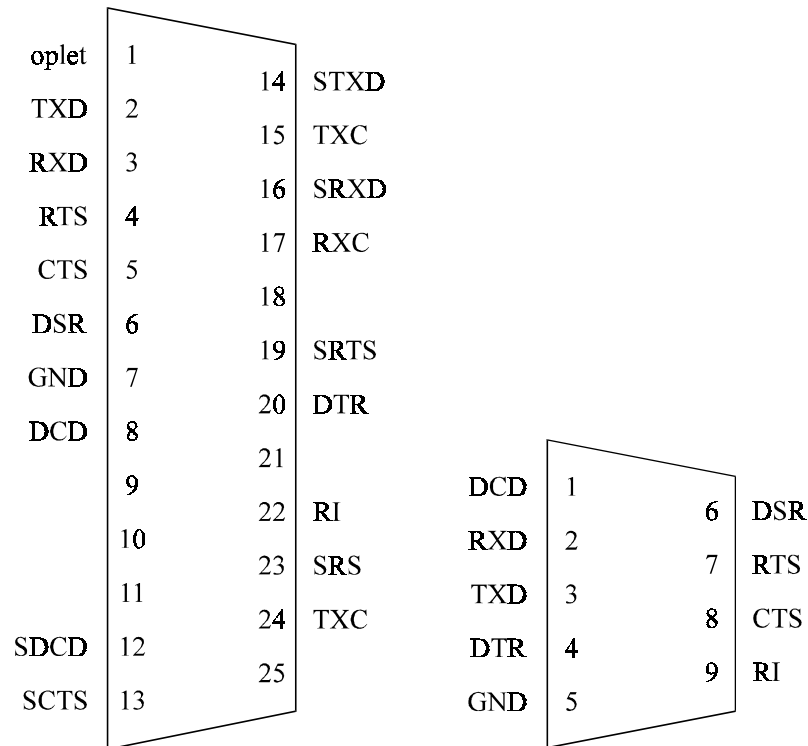 oplet 1
14 STXD
TXD 2
15 TXC
RXD 3
16 SRXD
RTS 4
17 RXC
CTS 5
18
DSR 6
19 SRTS
GND 7
20 DTR
DCD 8
21
9
22 RI
10
23 SRS
11
24 TXC
SDCD 12
25
SCTS 13
DCD 1
6 DSR
RXD 2
7 RTS
TXD 3
8 CTS
DTR 4
9 RI
GND 5